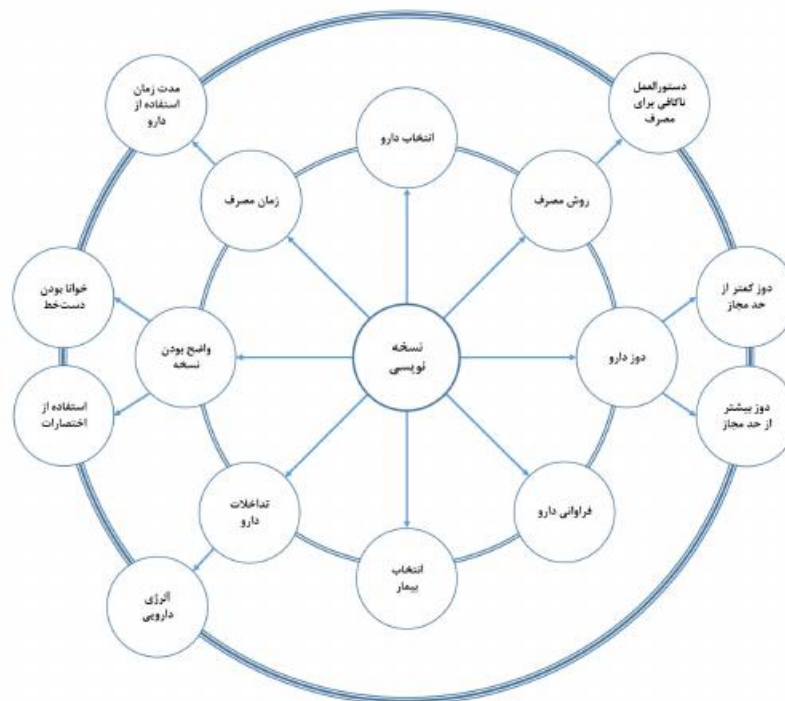 مدت زمان
استفاده از
دارو
دستورالعمل
ناکافی برای
مصرف
انتخاب دارو
زمان مصرف
روش مصرف
خوانا بودن
دست‌خط
دوز کمتر از
حد مجاز
واضح بودن
نسخه
نسخه
نویسی
دوز دارو
استفاده از
اختصارات
دوز بیشتر
از حد مجاز
تداخلات
دارو
فراوانی دارو
انتخاب
بیمار
آلرژی
دارویی